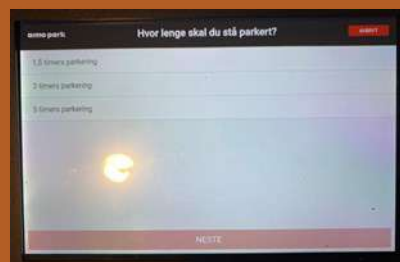 aimo park
Hvor lenge skal du stå parkert?
AVBRYT
1,5 timers parkering
2 timers parkering
3 timers parkering
NESTE